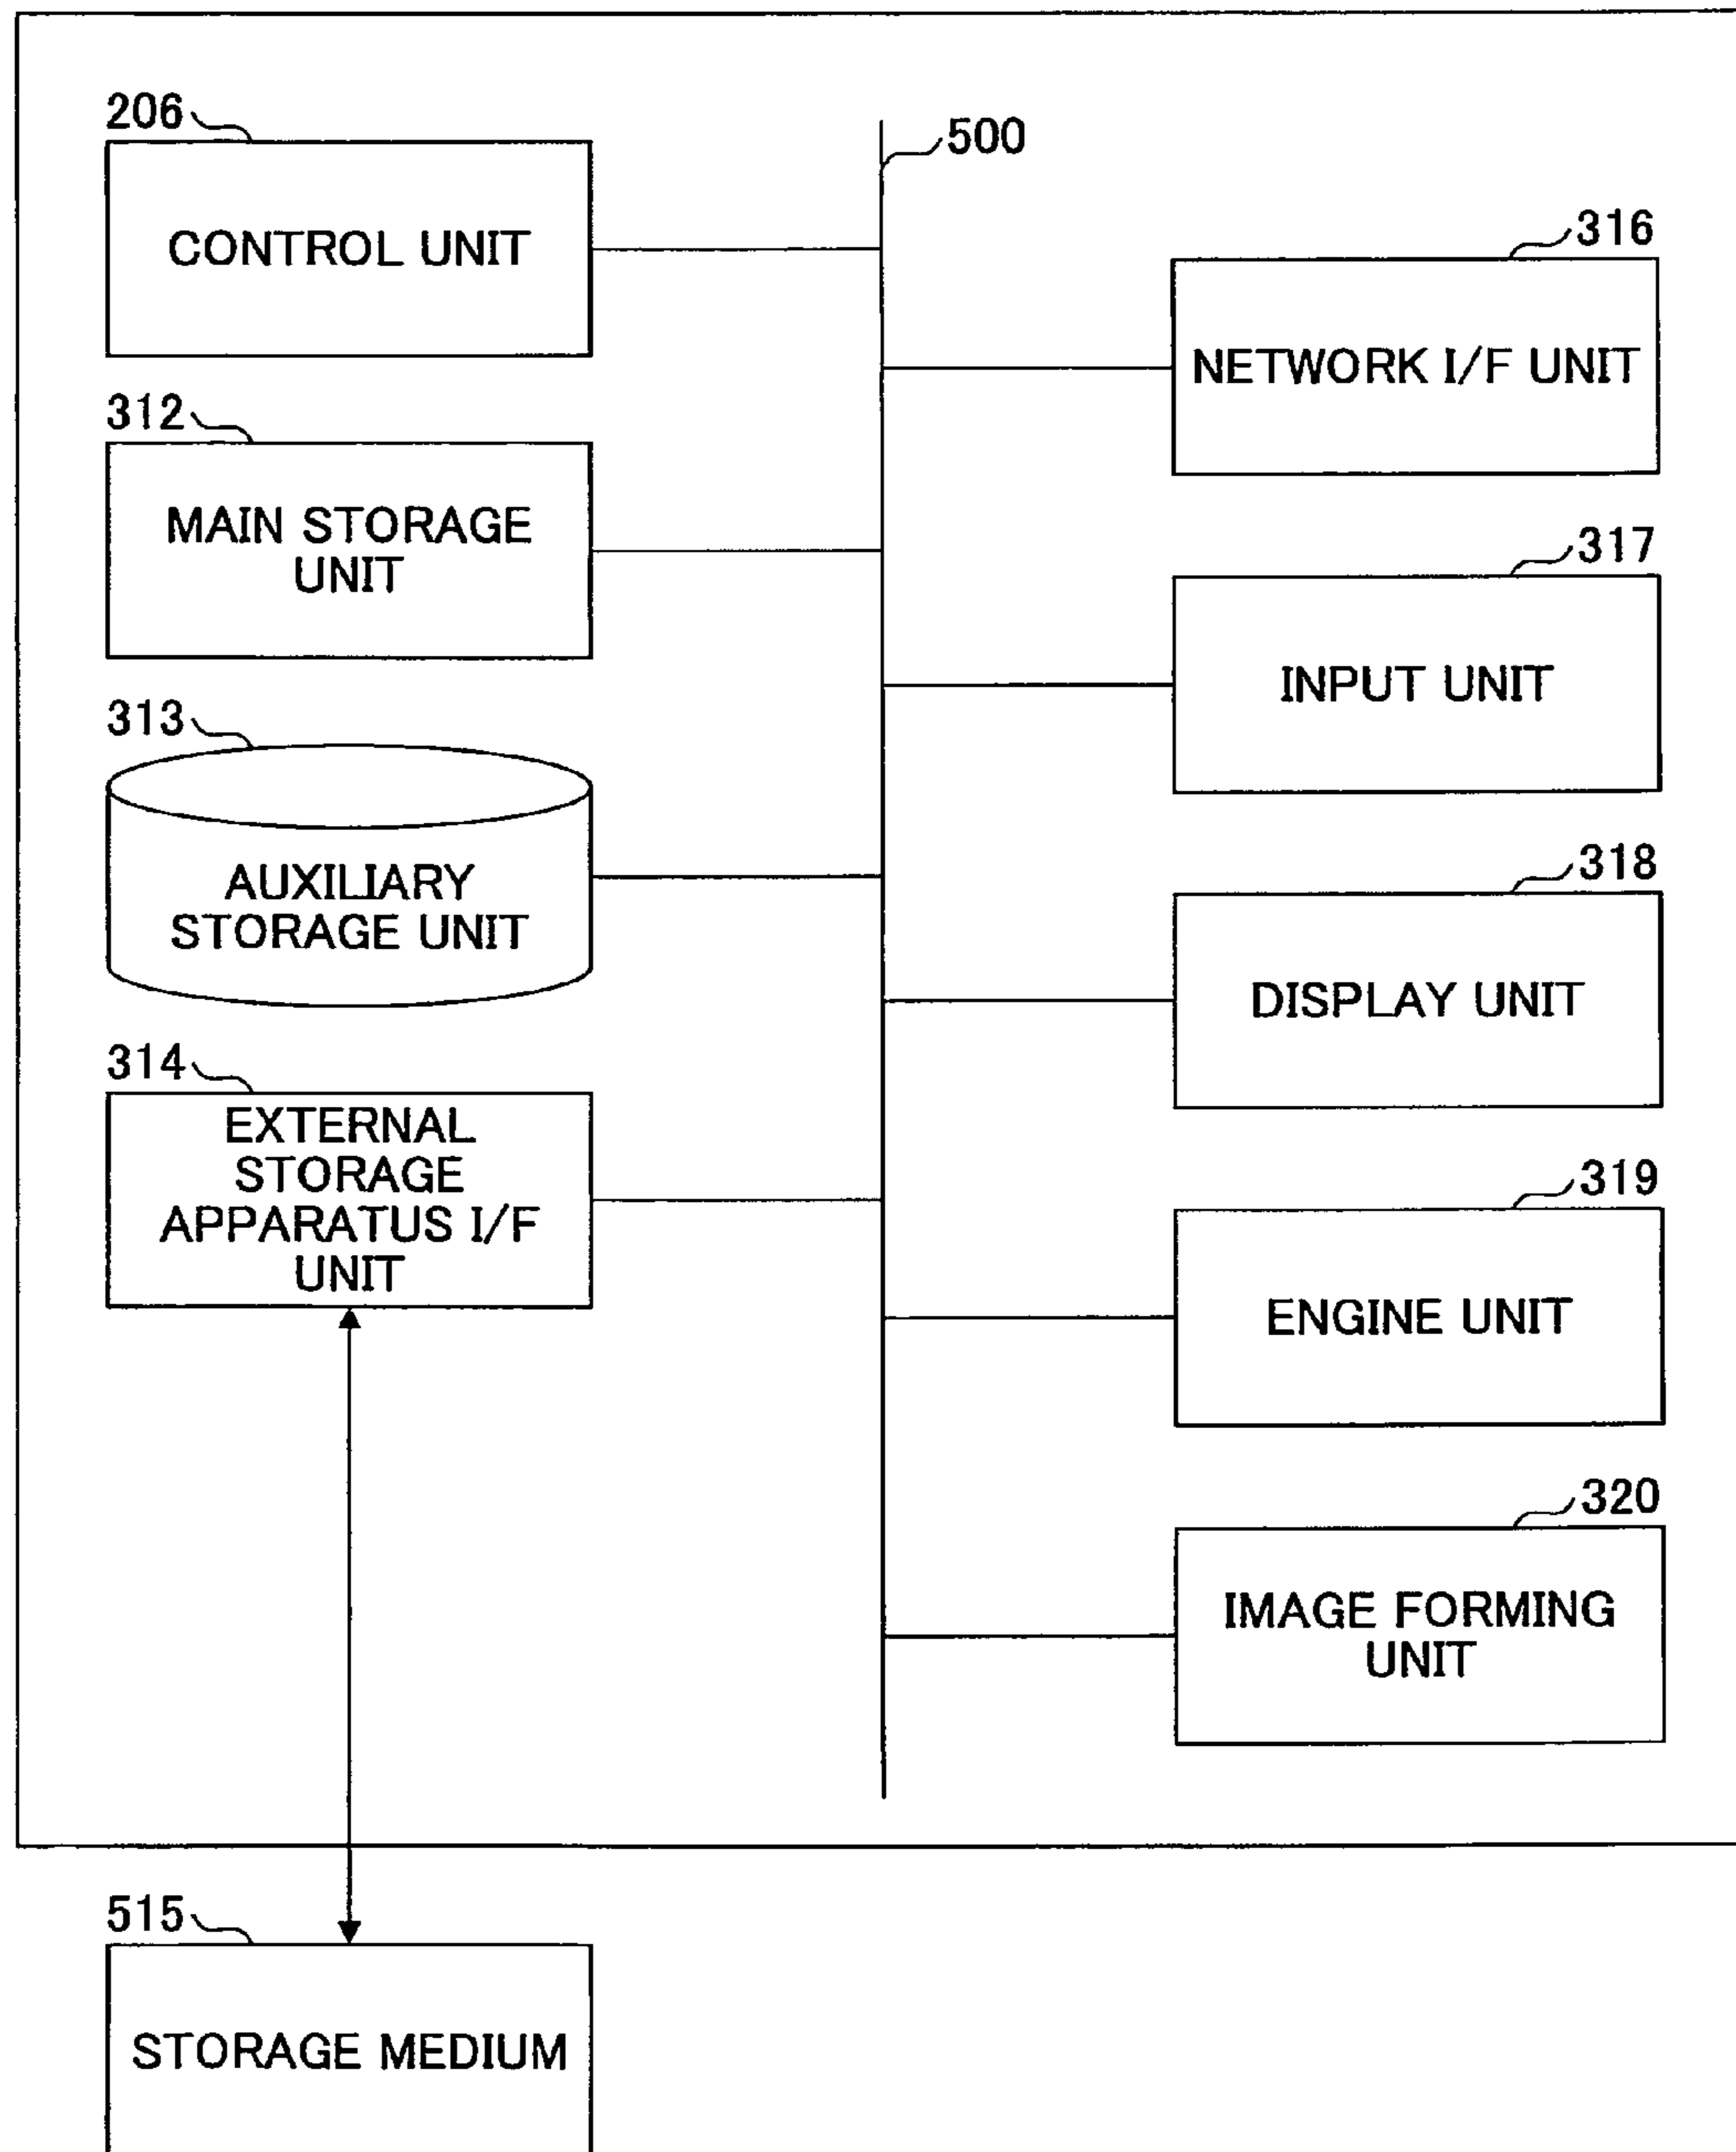 206
CONTROL UNIT
312
MAIN STORAGE
UNIT
313
AUXILIARY
STORAGE UNIT
314
EXTERNAL
STORAGE
APPARATUS I/F
UNIT
515
STORAGE MEDIUM
500
316
NETWORK I/F UNIT
317
INPUT UNIT
318
DISPLAY UNIT
319
ENGINE UNIT
320
IMAGE FORMING
UNIT